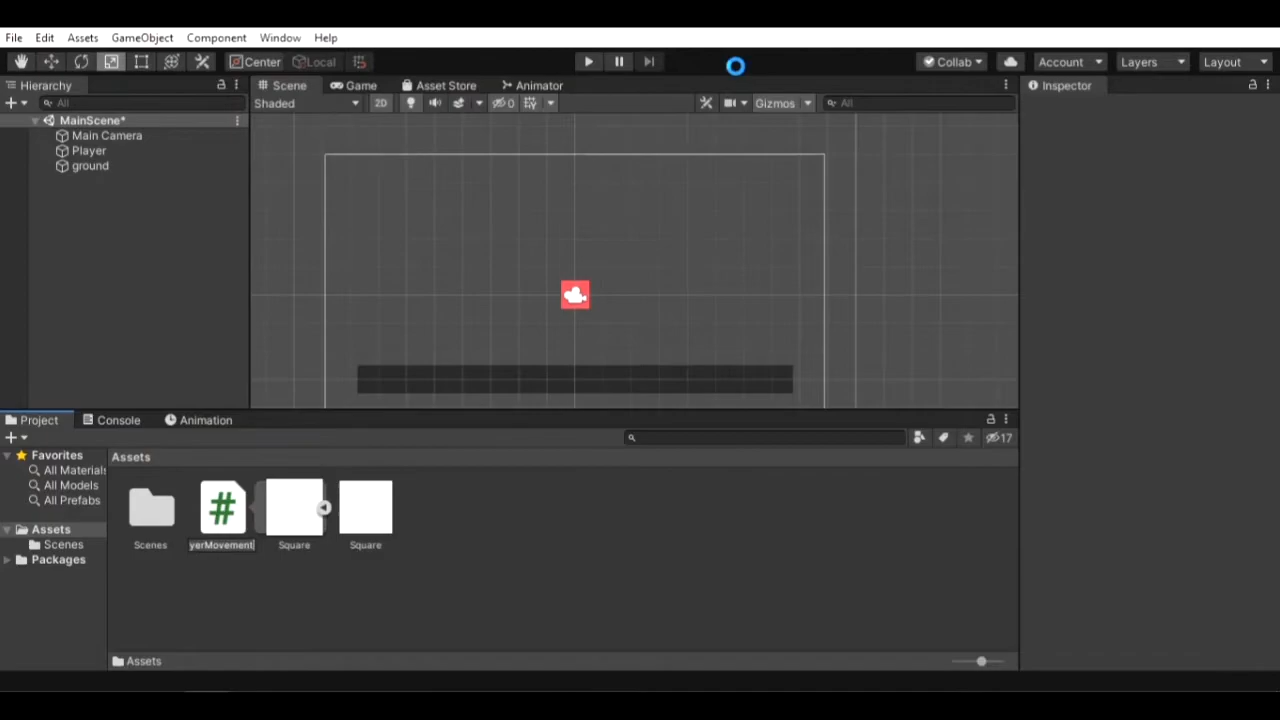 File Edit Assets GameObject Component Window Help
Center Local Collab Account Layers Layout
Hierarchy Scene Game Asset Store Animator Inspector
All Shaded 2D 0 Gizmos All
MainScene*
Main Camera
Player
ground
Project Console Animation
17
Favorites
All Materials
All Models
All Prefabs
Assets
Scenes
Packages
Assets
#
Scenes yerMovement Square Square
Assets